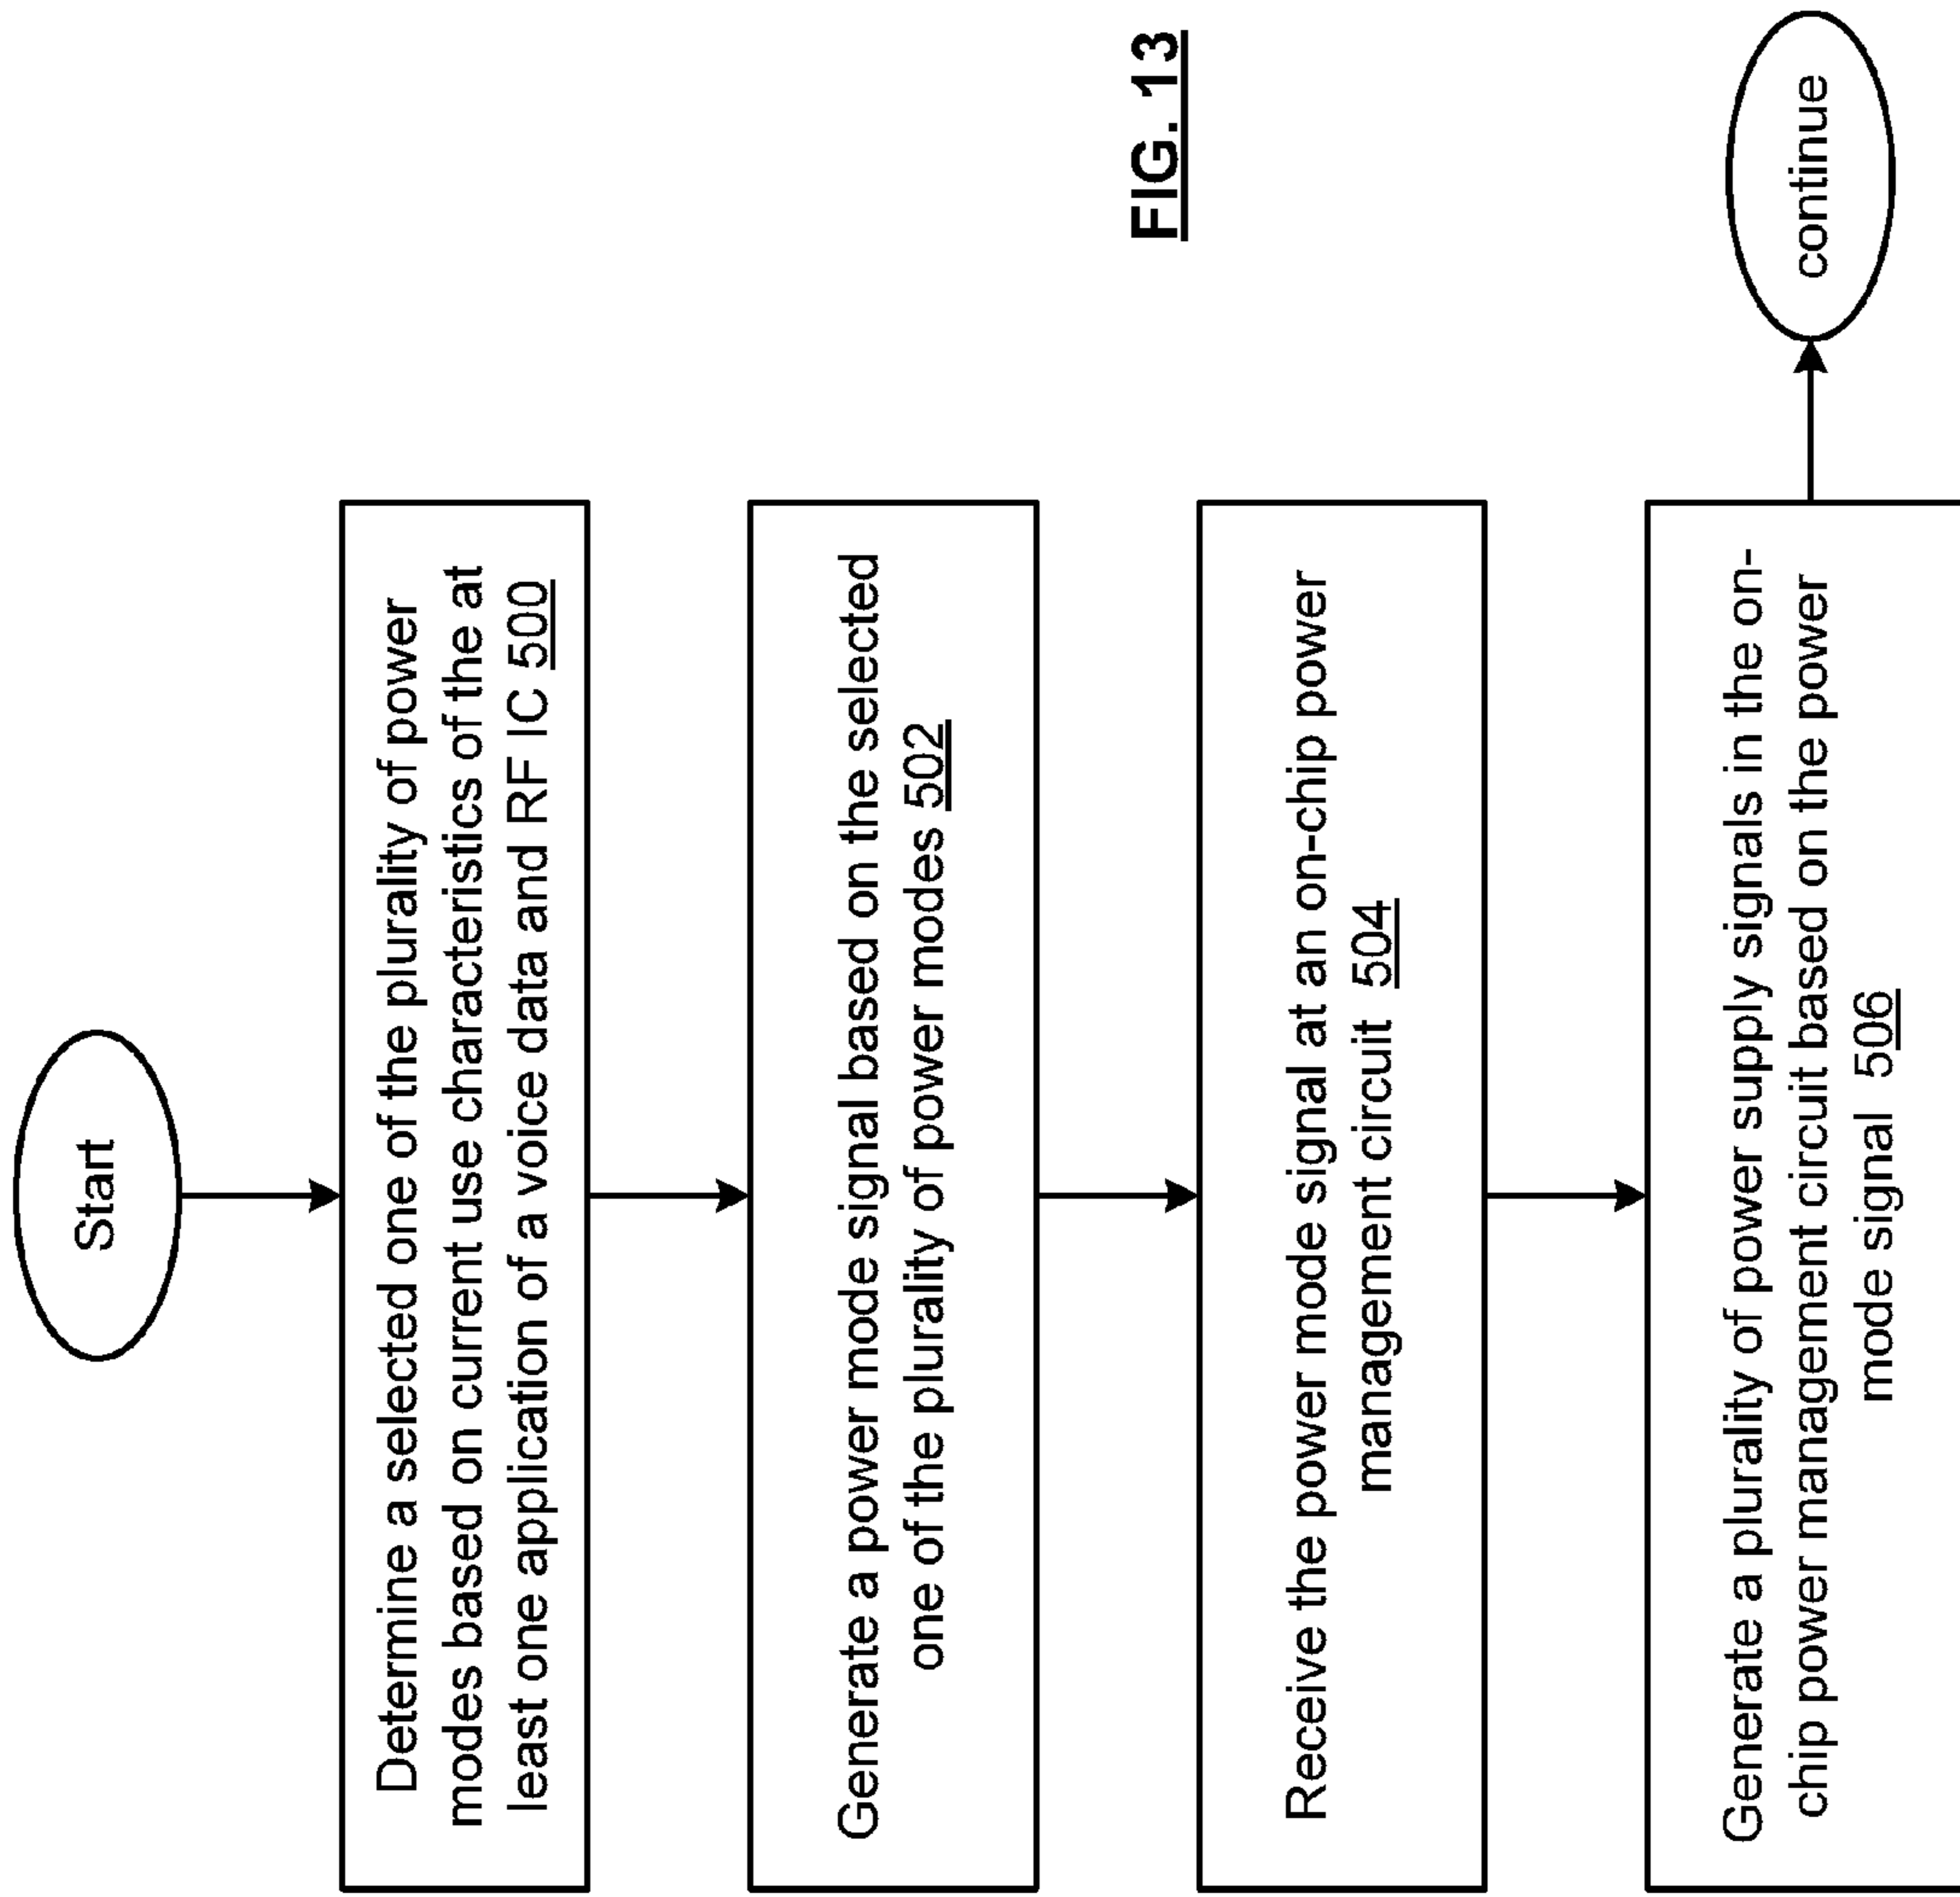 Start
Determine a selected one of the plurality of power
modes based on current use characteristics of the at
least one application of a voice data and RF IC 500
Generate a power mode signal based on the selected
one of the plurality of power modes 502
Receive the power mode signal at an on-chip power
management circuit 504
Generate a plurality of power supply signals in the on-
chip power management circuit based on the power
mode signal 506
continue
FIG. 13